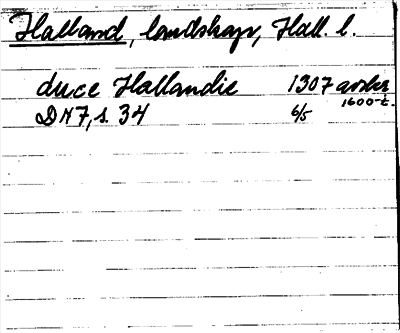 Halland, landskap, Hall. l.
duce Hallandie 1307 avskr
1600-t.
DN 7, s. 34 6/5